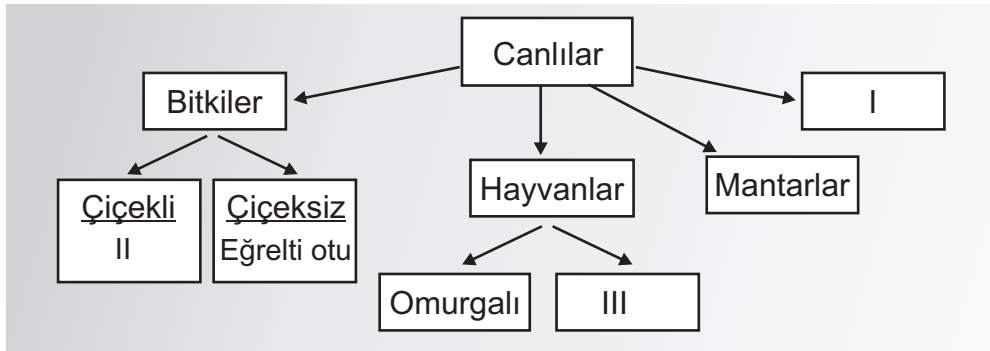 Canlılar
Bitkiler
I
Hayvanlar
Mantarlar
Çiçekli
II
Çiçeksiz
Eğrelti otu
Omurgalı
III